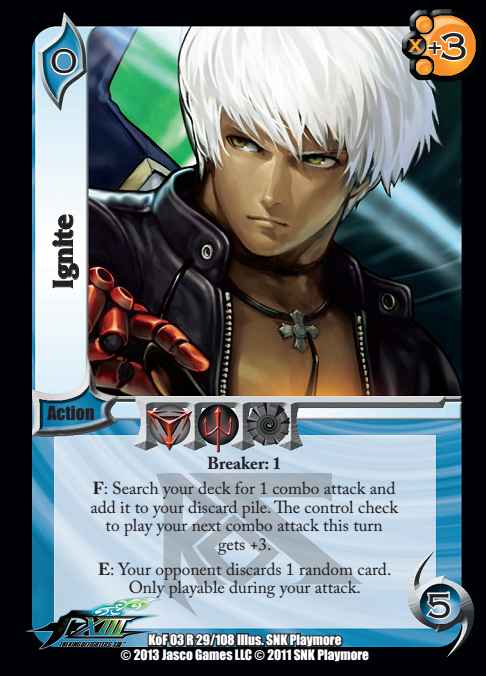 0
X +3
Ignite
Action
Breaker: 1
F: Search your deck for 1 combo attack and
add it to your discard pile. The control check
to play your next combo attack this turn
gets +3.
E: Your opponent discards 1 random card.
Only playable during your attack.
5
XIII
KoF 03 R 29/108 Illus. SNK Playmore
© 2013 Jasco Games LLC © 2011 SNK Playmore